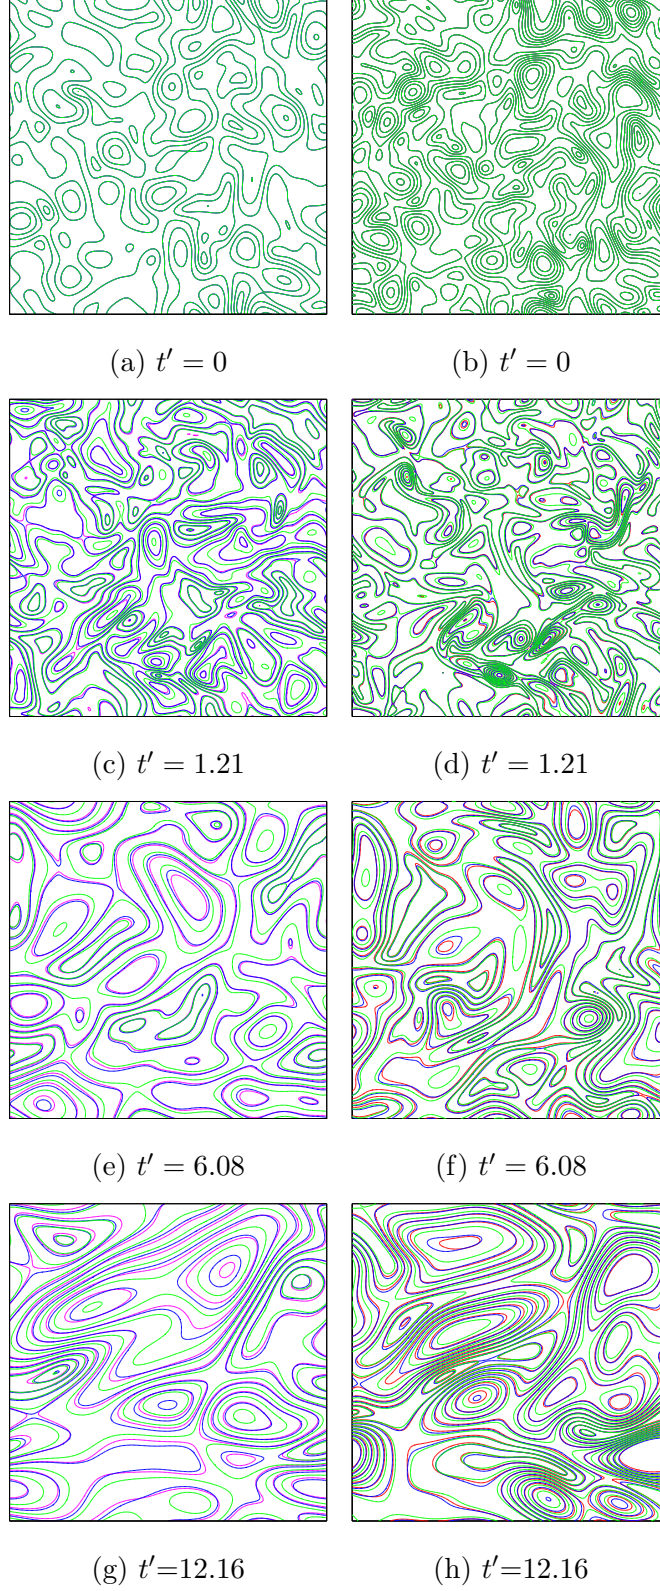 (a) t′ = 0
(b) t′ = 0
(c) t′ = 1.21
(d) t′ = 1.21
(e) t′ = 6.08
(f) t′ = 6.08
(g) t′=12.16
(h) t′=12.16